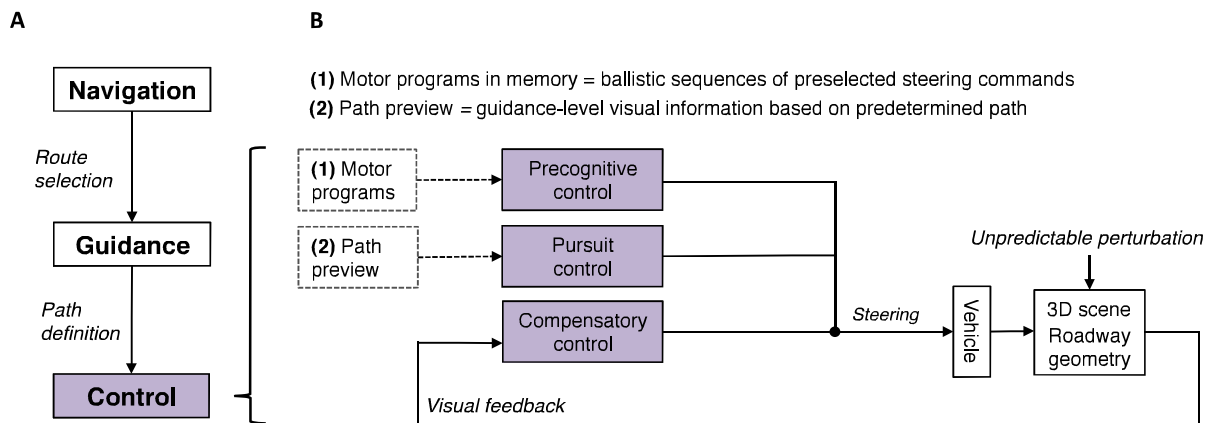 A
B
Navigation
Route
selection
Guidance
Path
definition
Control
(1) Motor programs in memory = ballistic sequences of preselected steering commands
(2) Path preview = guidance-level visual information based on predetermined path
(1) Motor
programs
Precognitive
control
(2) Path
preview
Pursuit
control
Compensatory
control
Visual feedback
Steering
Vehicle
Unpredictable perturbation
3D scene
Roadway
geometry